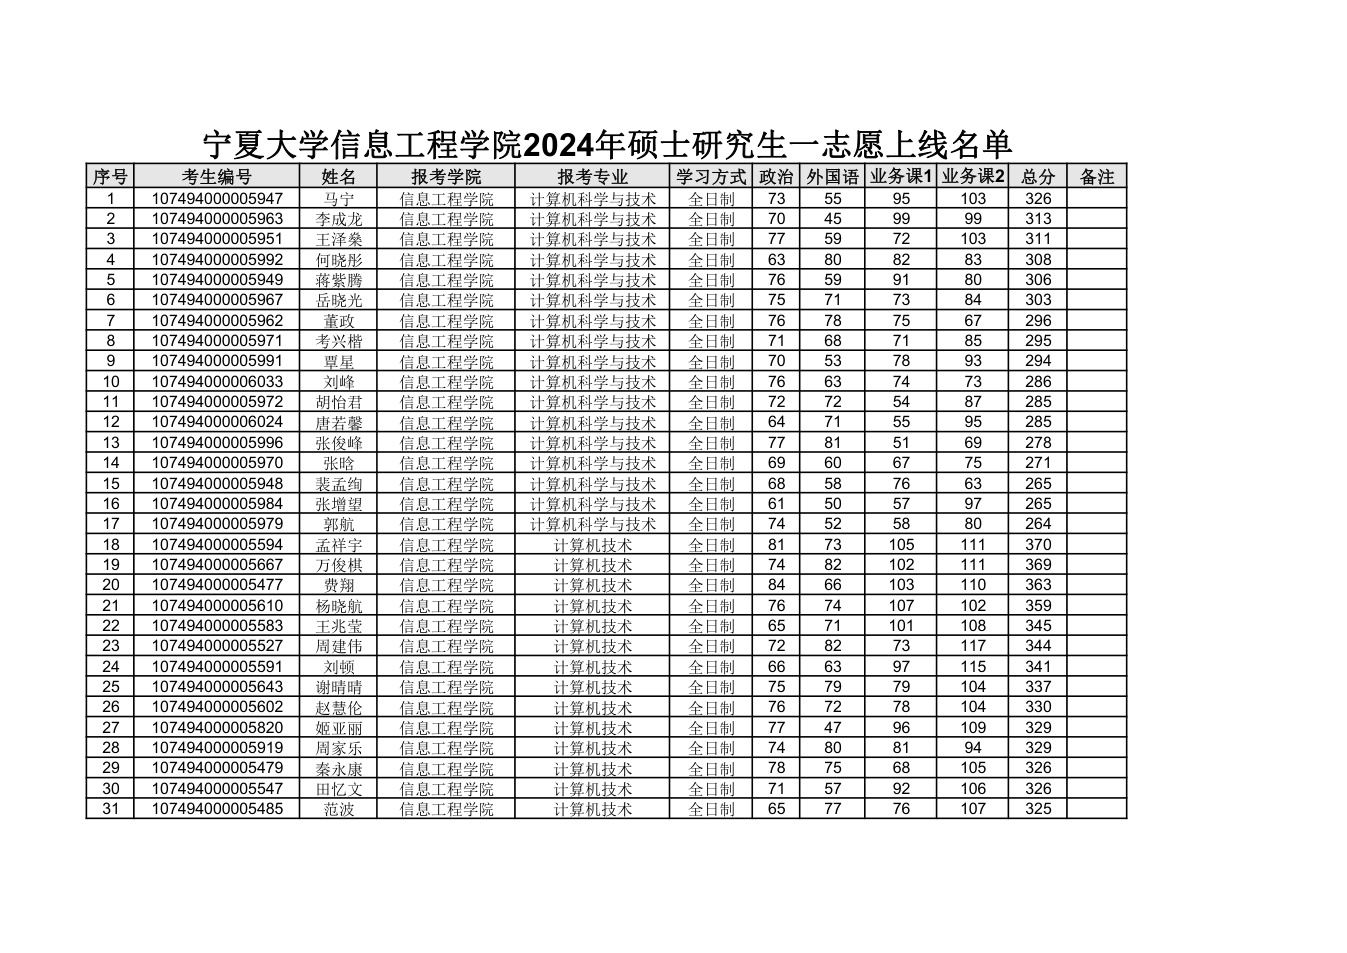 宁夏大学信息工程学院2024年硕士研究生一志愿上线名单
序号 考生编号 姓名 报考学院 报考专业 学习方式 政治 外国语 业务课1 业务课2 总分 备注
1 107494000005947 马宁 信息工程学院 计算机科学与技术 全日制 73 55 95 103 326
2 107494000005963 李成龙 信息工程学院 计算机科学与技术 全日制 70 45 99 99 313
3 107494000005951 王泽燊 信息工程学院 计算机科学与技术 全日制 77 59 72 103 311
4 107494000005992 何晓彤 信息工程学院 计算机科学与技术 全日制 63 80 82 83 308
5 107494000005949 蒋紫腾 信息工程学院 计算机科学与技术 全日制 76 59 91 80 306
6 107494000005967 岳晓光 信息工程学院 计算机科学与技术 全日制 75 71 73 84 303
7 107494000005962 董政 信息工程学院 计算机科学与技术 全日制 76 78 75 67 296
8 107494000005971 考兴楷 信息工程学院 计算机科学与技术 全日制 71 68 71 85 295
9 107494000005991 覃星 信息工程学院 计算机科学与技术 全日制 70 53 78 93 294
10 107494000006033 刘峰 信息工程学院 计算机科学与技术 全日制 76 63 74 73 286
11 107494000005972 胡怡君 信息工程学院 计算机科学与技术 全日制 72 72 54 87 285
12 107494000006024 唐若馨 信息工程学院 计算机科学与技术 全日制 64 71 55 95 285
13 107494000005996 张俊峰 信息工程学院 计算机科学与技术 全日制 77 81 51 69 278
14 107494000005970 张晗 信息工程学院 计算机科学与技术 全日制 69 60 67 75 271
15 107494000005948 裴孟绚 信息工程学院 计算机科学与技术 全日制 68 58 76 63 265
16 107494000005984 张增望 信息工程学院 计算机科学与技术 全日制 61 50 57 97 265
17 107494000005979 郭航 信息工程学院 计算机科学与技术 全日制 74 52 58 80 264
18 107494000005594 孟祥宇 信息工程学院 计算机技术 全日制 81 73 105 111 370
19 107494000005667 万俊棋 信息工程学院 计算机技术 全日制 74 82 102 111 369
20 107494000005477 费翔 信息工程学院 计算机技术 全日制 84 66 103 110 363
21 107494000005610 杨晓航 信息工程学院 计算机技术 全日制 76 74 107 102 359
22 107494000005583 王兆莹 信息工程学院 计算机技术 全日制 65 71 101 108 345
23 107494000005527 周建伟 信息工程学院 计算机技术 全日制 72 82 73 117 344
24 107494000005591 刘顿 信息工程学院 计算机技术 全日制 66 63 97 115 341
25 107494000005643 谢晴晴 信息工程学院 计算机技术 全日制 75 79 79 104 337
26 107494000005602 赵慧伦 信息工程学院 计算机技术 全日制 76 72 78 104 330
27 107494000005820 姬亚丽 信息工程学院 计算机技术 全日制 77 47 96 109 329
28 107494000005919 周家乐 信息工程学院 计算机技术 全日制 74 80 81 94 329
29 107494000005479 秦永康 信息工程学院 计算机技术 全日制 78 75 68 105 326
30 107494000005547 田忆文 信息工程学院 计算机技术 全日制 71 57 92 106 326
31 107494000005485 范波 信息工程学院 计算机技术 全日制 65 77 76 107 325